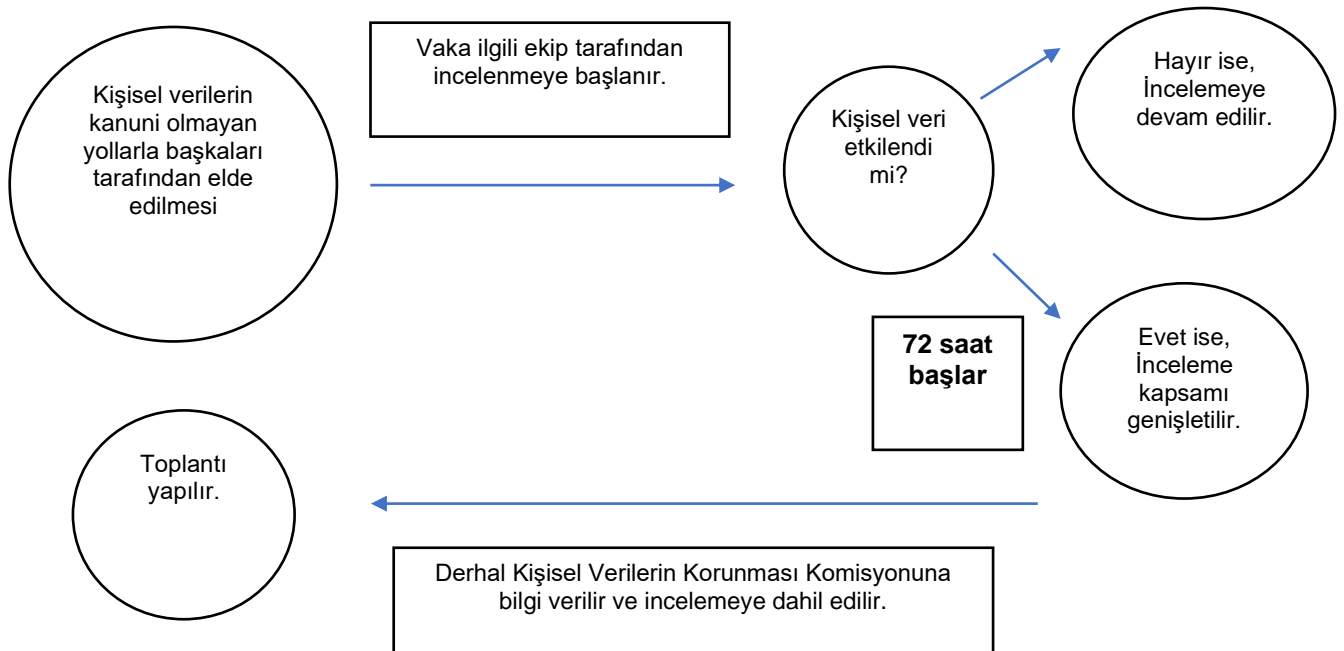 Kişisel verilerin
kanuni olmayan
yollarla başkaları
tarafından elde
edilmesi
Vaka ilgili ekip tarafından
incelenmeye başlanır.
Kişisel veri
etkilendi
mi?
Hayır ise,
İncelemeye
devam edilir.
Evet ise,
İnceleme
kapsamı
genişletilir.
72 saat
başlar
Derhal Kişisel Verilerin Korunması Komisyonuna
bilgi verilir ve incelemeye dahil edilir.
Toplantı
yapılır.